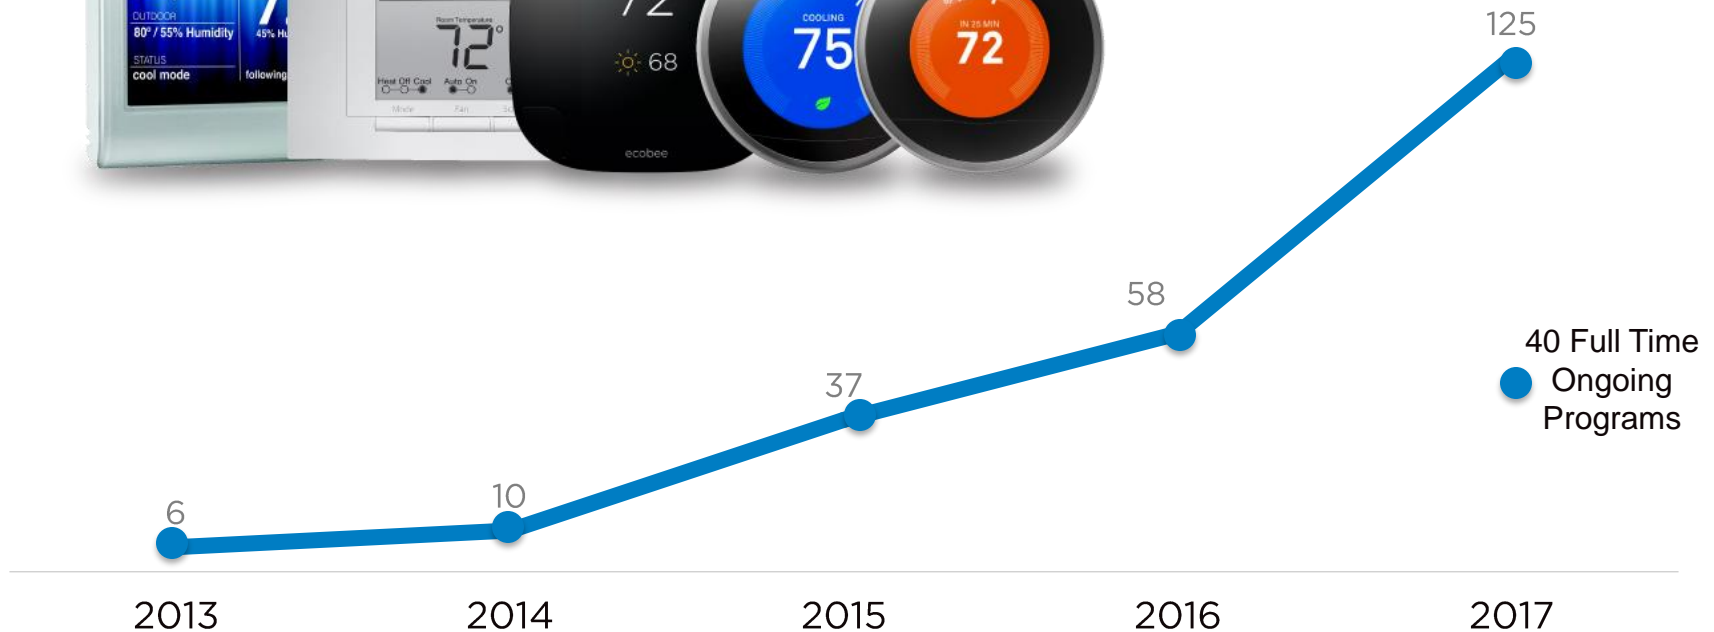 OUTDOOR
80° / 55% Humidity
45% Hu
STATUS
cool mode
following
Room Temperature
72°
Heat Off Cool
Auto On
Mode
Fan
72
68
ecobee
COOLING
75
IN 25 MIN
72
125
58
37
10
6
40 Full Time
Ongoing
Programs
2013
2014
2015
2016
2017